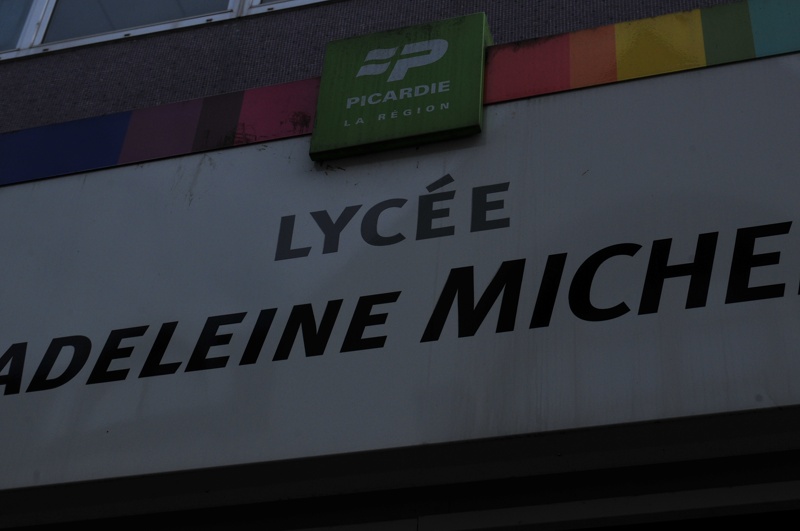 PICARDIE
LA RÉGION
LYCÉE
ADELEINE MICHE